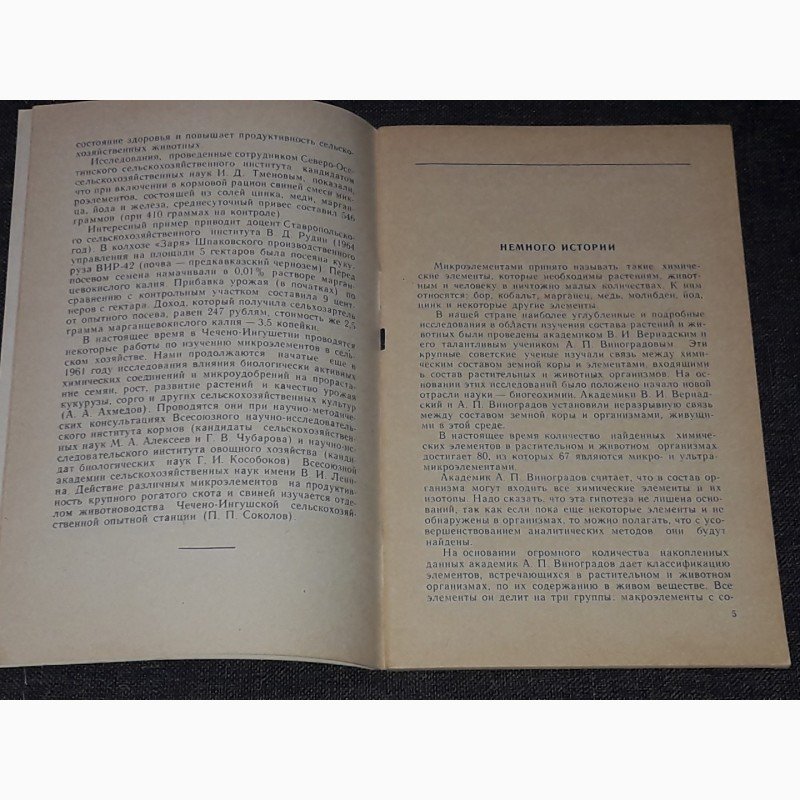 состояние здоровья и повышает продуктивность сельско-
хозяйственных животных.
Исследования, проведенные сотрудником Северо-Осе-
тинского сельскохозяйственного института кандидатом
сельскохозяйственных наук И. Д. Тменовым, показали,
что при включении в кормовой рацион свиней смеси мик-
роэлементов, состоящей из солей цинка, меди, марган-
ца, йода и железа, среднесуточный привес составил 546
граммов (при 410 граммах на контроле)
Интересный пример приводит доцент Ставропольско-
го сельскохозяйственного института В. Д. Рудин (1964
год). В колхозе «Заря» Шпаковского производственного
управления на площади 5 гектаров была посеяна куку-
руза ВИР-42 (почва — предкавказский чернозем) Перед
посевом семена намачивали в 0,01% растворе марган-
цевокислого калия Прибавка урожая (в початках) по
сравнению с контрольным участком составила 9 цент-
неров с гектара. Доход, который получила сельхозартель
от опытного посева, равен 247 рублям, стоимость же 2,5
грамма марганцевокислого калия — 3,5 копейки.
В настоящее время в Чечено-Ингушетии проводятся
некоторые работы по изучению микроэлементов в сель-
ском хозяйстве. Нами продолжаются начатые еще в
1961 году исследования влияния биологически активных
химических соединений и микроудобрений на прораста-
ние семян, рост, развитие растений и качество урожая
кукурузы, сорго и других сельскохозяйственных культур
(А. А. Ахмедов). Проводятся они при научно-методичес-
ких консультациях Всесоюзного научно-исследователь-
ского института кормов (кандидаты сельскохозяйствен-
ных наук М. А. Алексеев и Г. В. Чубарова) и научно-ис-
следовательского института овощного хозяйства (канди-
дат биологических наук Г. И. Кособоков) Всесоюзной
академии сельскохозяйственных наук имени В. И. Лени-
на Действие различных микроэлементов на продуктив-
ность крупного рогатого скота и свиней изучается отде-
лом животноводства Чечено-Ингушской сельскохозяй-
ственной опытной станции (П. П. Соколов).
НЕМНОГО ИСТОРИИ
Микроэлементами принято называть такие химичес-
кие элементы, которые необходимы растениям, живот-
ным и человеку в ничтожно малых количествах. К ним
относятся: бор, кобальт, марганец, медь, молибден, йод,
цинк и некоторые другие элементы.
В нашей стране наиболее углубленные и подробные
исследования в области изучения состава растений и жи-
вотных были проведены академиком В. И Вернадским и
его талантливым учеником А. П. Виноградовым Эти
крупные советские ученые изучали связь между хими-
ческим составом земной коры и элементами, входящими
в состав растительных и животных организмов. На ос-
новании этих исследований было положено начало новой
отрасли науки — биогеохимии. Академики В. И. Вернад-
ский и А. П. Виноградов установили неразрывную связь
между составом земной коры и организмами, живущи-
ми в этой среде.
В настоящее время количество найденных химичес-
ких элементов в растительном и животном организмах
достигает 80, из которых 67 являются микро- и ультра-
микроэлементами.
Академик А. П. Виноградов считает, что в состав ор-
ганизма могут входить все химические элементы и их
изотопы. Надо сказать, что эта гипотеза не лишена осно-
ваний, так как если пока еще некоторые элементы и не
обнаружены в организмах, то можно полагать, что с усо-
вершенствованием аналитических методов они будут
найдены.
На основании огромного количества накопленных
данных академик А. П. Виноградов дает классификацию
элементов, встречающихся в растительном и животном
организмах, по их содержанию в живом веществе. Все
элементы он делит на три группы: макроэлементы с со-
5